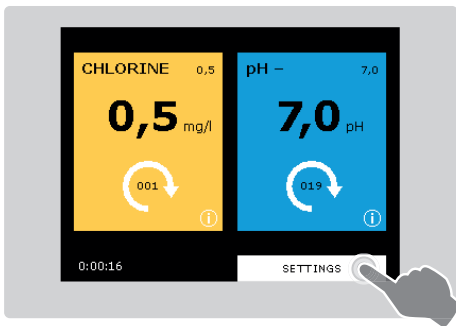 CHLORINE 0,5
0,5 mg/l
001
i
pH – 7,0
7,0 pH
019
i
0:00:16
SETTINGS